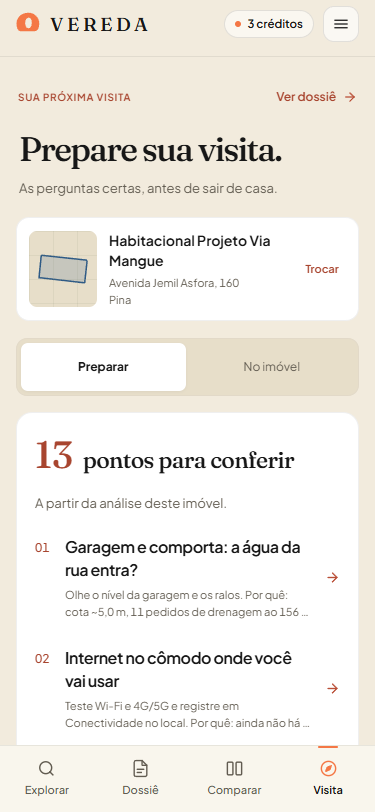 VEREDA
3 créditos
SUA PRÓXIMA VISITA
Ver dossiê
Prepare sua visita.
As perguntas certas, antes de sair de casa.
Habitacional Projeto Via
Mangue
Avenida Jemil Asfora, 160
Pina
Trocar
Preparar
No imóvel
13 pontos para conferir
A partir da análise deste imóvel.
01
Garagem e comporta: a água da
rua entra?
Olhe o nível da garagem e os ralos. Por quê:
cota ~5,0 m, 11 pedidos de drenagem ao 156 ...
02
Internet no cômodo onde você
vai usar
Teste Wi-Fi e 4G/5G e registre em
Conectividade no local. Por quê: ainda não há ...
Explorar
Dossiê
Comparar
Visita